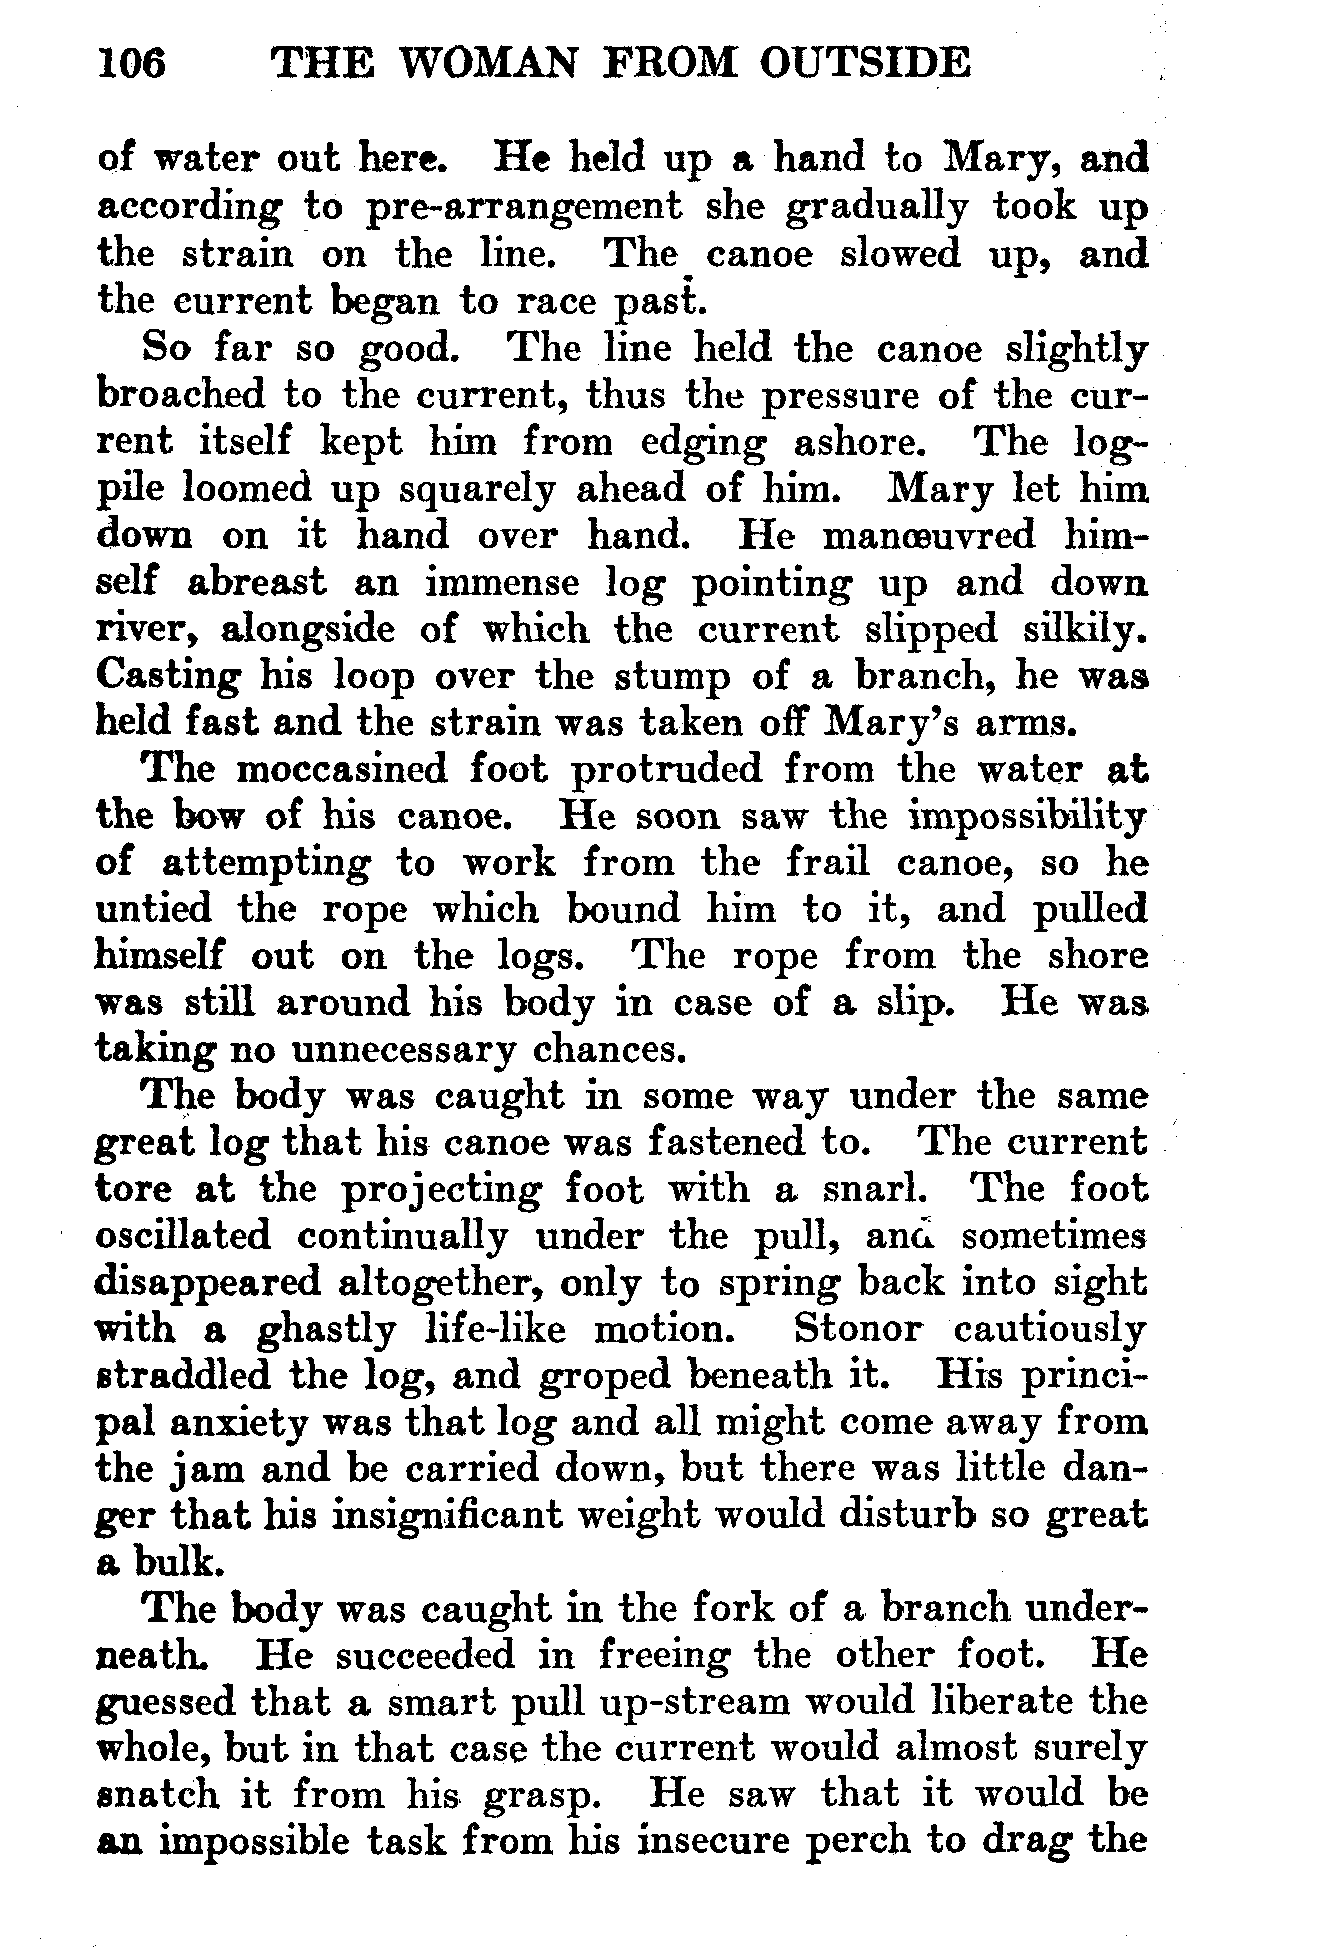 106 THE WOMAN FROM OUTSIDE
of water out here. He held up a hand to Mary, and
according to pre-arrangement she gradually took up
the strain on the line. The canoe slowed up, and
the current began to race past.
So far so good. The line held the canoe slightly
broached to the current, thus the pressure of the cur-
rent itself kept him from edging ashore. The log-
pile loomed up squarely ahead of him. Mary let him
down on it hand over hand. He manœuvred him-
self abreast an immense log pointing up and down
river, alongside of which the current slipped silkily.
Casting his loop over the stump of a branch, he was
held fast and the strain was taken off Mary's arms.
The moccasined foot protruded from the water at
the bow of his canoe. He soon saw the impossibility
of attempting to work from the frail canoe, so he
untied the rope which bound him to it, and pulled
himself out on the logs. The rope from the shore
was still around his body in case of a slip. He was
taking no unnecessary chances.
The body was caught in some way under the same
great log that his canoe was fastened to. The current
tore at the projecting foot with a snarl. The foot
oscillated continually under the pull, and sometimes
disappeared altogether, only to spring back into sight
with a ghastly life-like motion. Stonor cautiously
straddled the log, and groped beneath it. His princi-
pal anxiety was that log and all might come away from
the jam and be carried down, but there was little dan-
ger that his insignificant weight would disturb so great
a bulk.
The body was caught in the fork of a branch under-
neath. He succeeded in freeing the other foot. He
guessed that a smart pull up-stream would liberate the
whole, but in that case the current would almost surely
snatch it from his grasp. He saw that it would be
an impossible task from his insecure perch to drag the